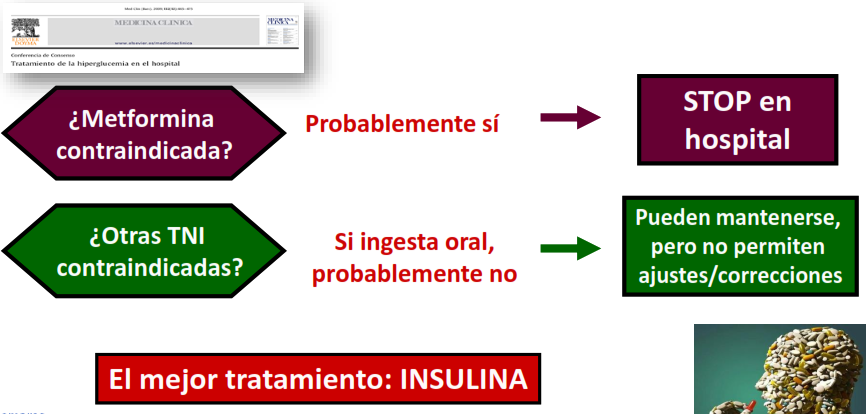 MEDICINA CLINICA
www.elsevier.es/medicinaclinica
ELSEVIER
DOYMA
Conferencia de Consenso
Tratamiento de la hiperglucemia en el hospital
¿Metformina
contraindicada?
Probablemente sí
STOP en
hospital
¿Otras TNI
contraindicadas?
Si ingesta oral,
probablemente no
Pueden mantenerse,
pero no permiten
ajustes/correcciones
El mejor tratamiento: INSULINA